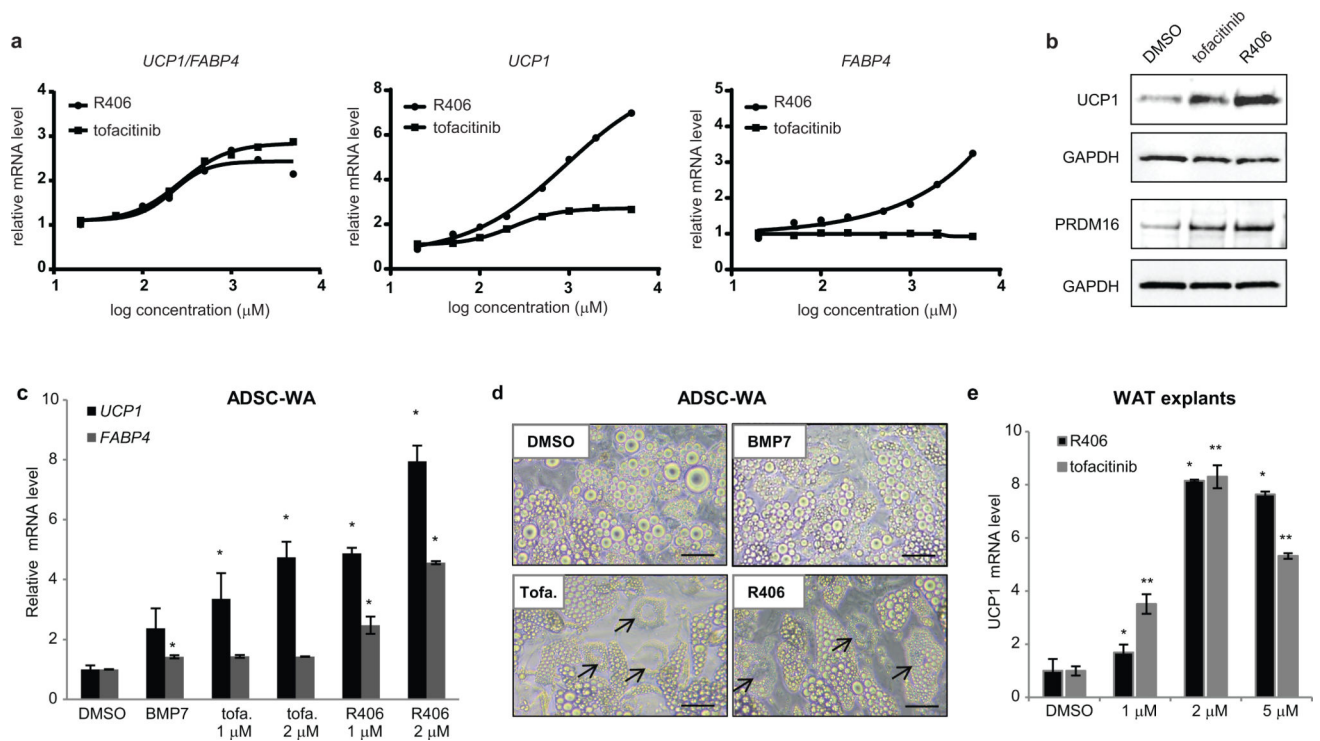 a
UCP1/FABP4
relative mRNA level
4
3
2
1
0
R406
tofacitinib
1 2 3 4
log concentration (μM)
UCP1
relative mRNA level
8
6
4
2
0
R406
tofacitinib
1 2 3 4
log concentration (μM)
FABP4
relative mRNA level
5
4
3
2
1
0
R406
tofacitinib
1 2 3 4
log concentration (μM)
b
DMSO tofacitinib R406
UCP1
GAPDH
PRDM16
GAPDH
c
ADSC-WA
Relative mRNA level
10
8
6
4
2
0
UCP1
FABP4
*
*
*
*
*
*
*
DMSO BMP7 tofa. tofa. R406 R406
1 μM 2 μM 1 μM 2 μM
d
ADSC-WA
DMSO
BMP7
Tofa.
R406
e
WAT explants
UCP1 mRNA level
10
8
6
4
2
0
R406
tofacitinib
* **
* **
* **
DMSO 1 μM 2 μM 5 μM